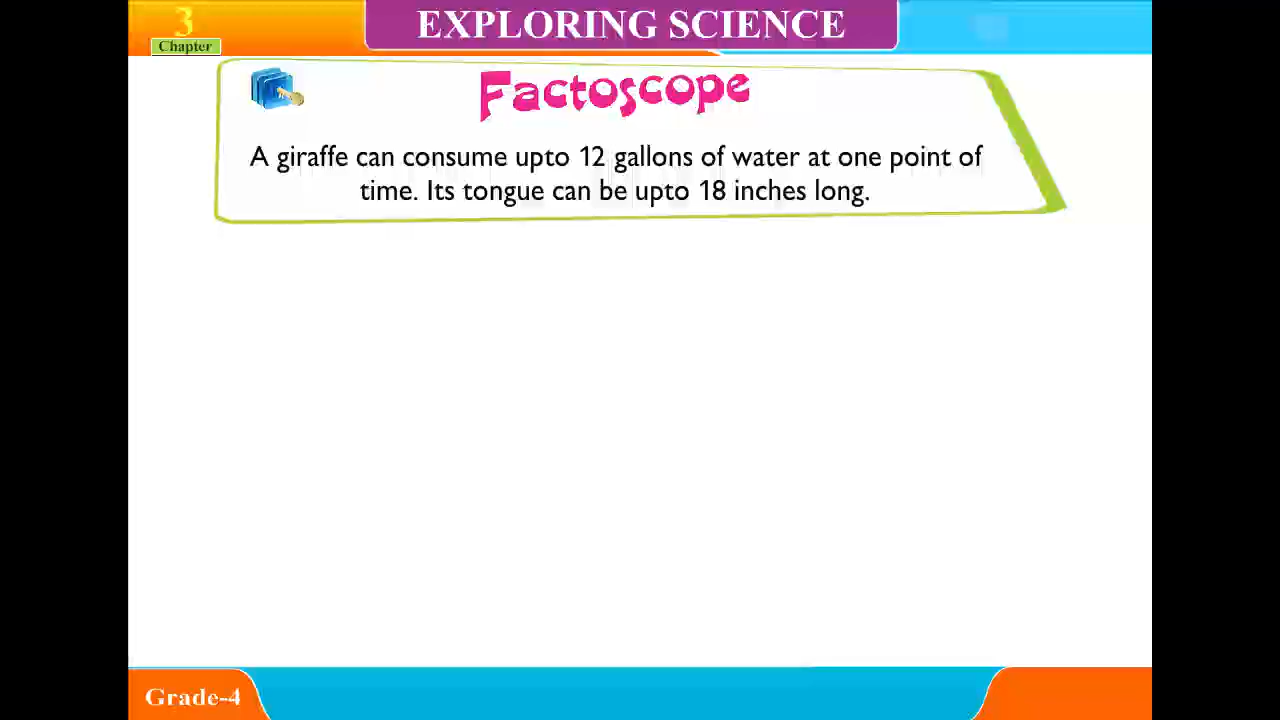 3
Chapter
EXPLORING SCIENCE
Factoscope
A giraffe can consume upto 12 gallons of water at one point of
time. Its tongue can be upto 18 inches long.
Grade-4